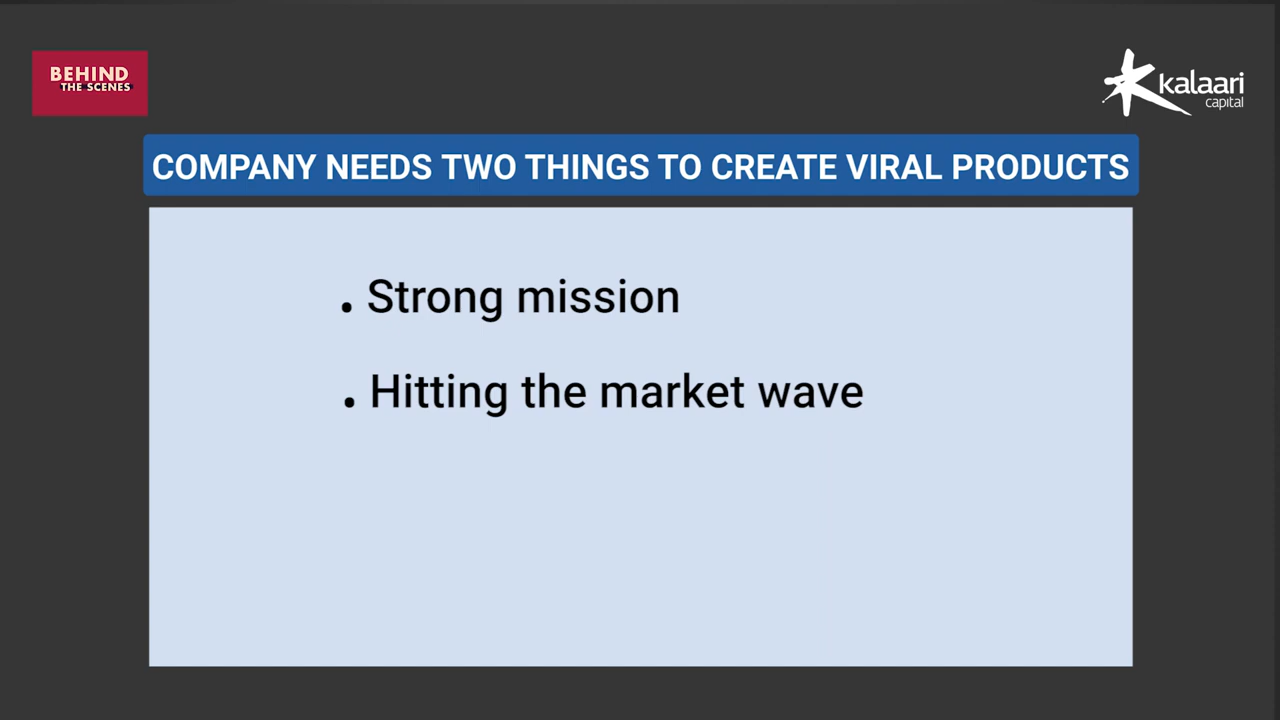 BEHIND
THE SCENES
kalaari
capital
COMPANY NEEDS TWO THINGS TO CREATE VIRAL PRODUCTS
. Strong mission
. Hitting the market wave